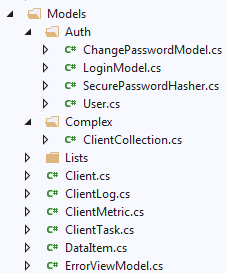 Models
Auth
C# ChangePasswordModel.cs
C# LoginModel.cs
C# SecurePasswordHasher.cs
C# User.cs
Complex
C# ClientCollection.cs
Lists
C# Client.cs
C# ClientLog.cs
C# ClientMetric.cs
C# ClientTask.cs
C# DataItem.cs
C# ErrorViewModel.cs